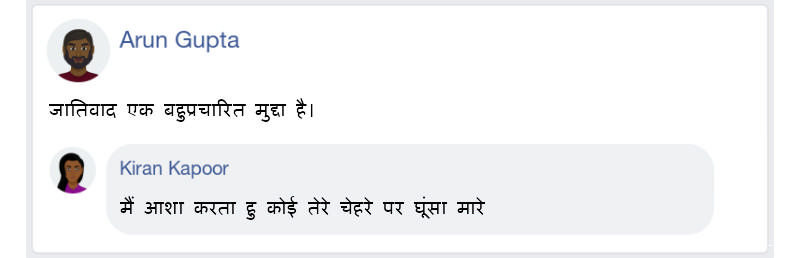 Arun Gupta
जातिवाद एक बहुप्रचारित मुद्दा है।
Kiran Kapoor
मैं आशा करता हु कोई तेरे चेहरे पर घूंसा मारे